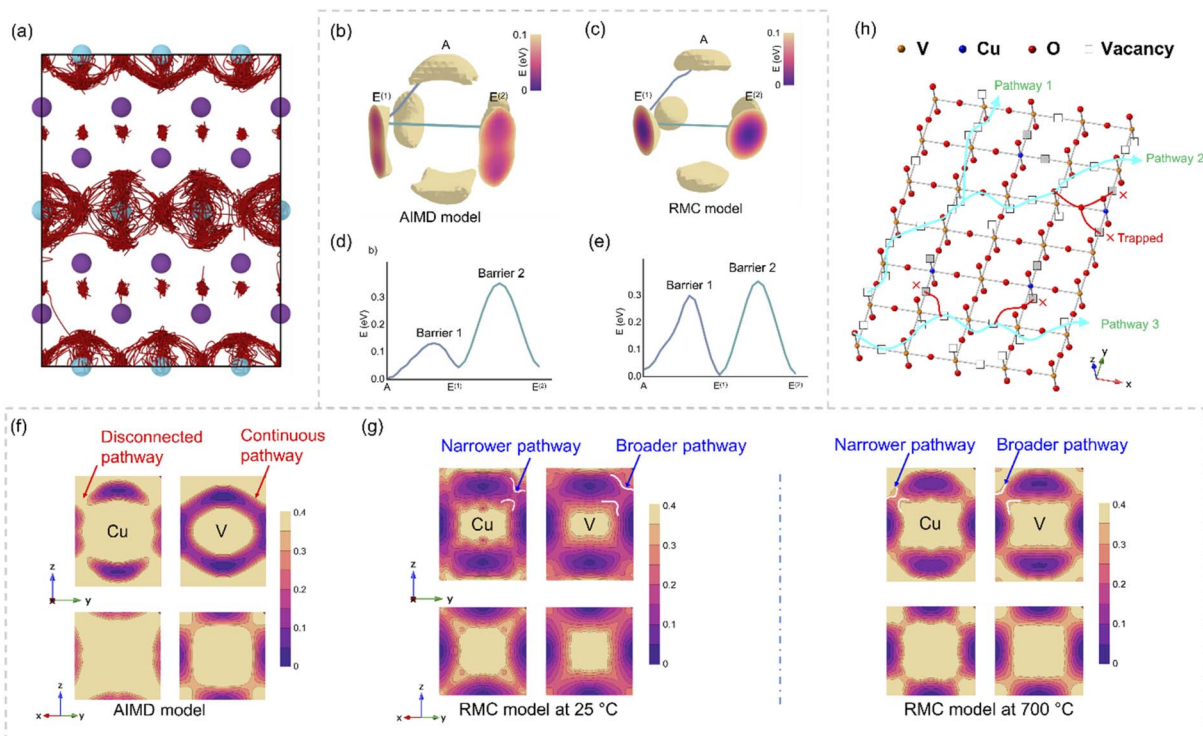 (a)
(b)
A
0.1
E (eV)
0
E⁽¹⁾
E⁽²⁾
AIMD model
(c)
A
0.1
E (eV)
0
E⁽¹⁾
E⁽²⁾
RMC model
(d)
b)
E (eV)
0.3
0.2
0.1
0.0
Barrier 1
Barrier 2
A
E⁽¹⁾
E⁽²⁾
(e)
E (eV)
0.3
0.2
0.1
0.0
Barrier 1
Barrier 2
A
E⁽¹⁾
E⁽²⁾
(h)
V
Cu
O
Vacancy
Pathway 1
Pathway 2
×
× Trapped
×
×
Pathway 3
z
y
x
(f)
Disconnected
pathway
Continuous
pathway
Cu
V
0.4
0.3
0.2
0.1
0
z
x
y
z
x
y
AIMD model
(g)
Narrower pathway
Broader pathway
Cu
V
0.4
0.3
0.2
0.1
0
z
x
y
z
x
y
RMC model at 25 °C
Narrower pathway
Broader pathway
Cu
V
0.4
0.3
0.2
0.1
0
RMC model at 700 °C